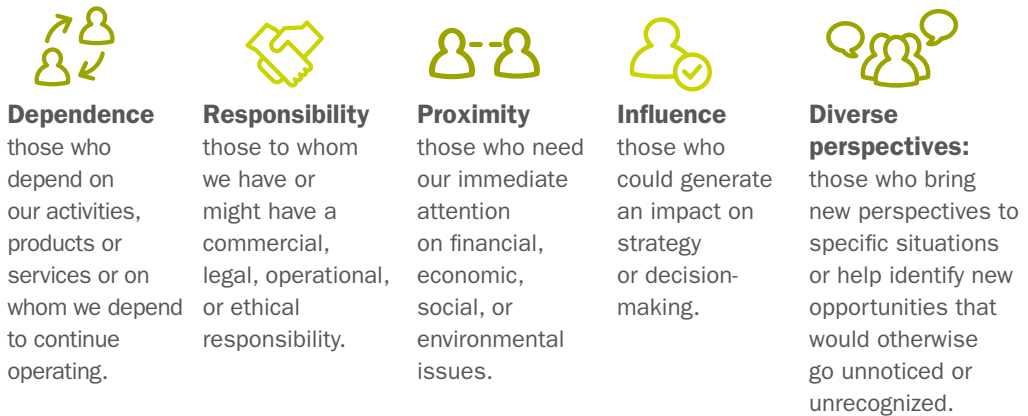 Dependence
those who
depend on
our activities,
products or
services or on
whom we depend
to continue
operating.
Responsibility
those to whom
we have or
might have a
commercial,
legal, operational,
or ethical
responsibility.
Proximity
those who need
our immediate
attention
on financial,
economic,
social, or
environmental
issues.
Influence
those who
could generate
an impact on
strategy
or decision-
making.
Diverse
perspectives:
those who bring
new perspectives to
specific situations
or help identify new
opportunities that
would otherwise
go unnoticed or
unrecognized.